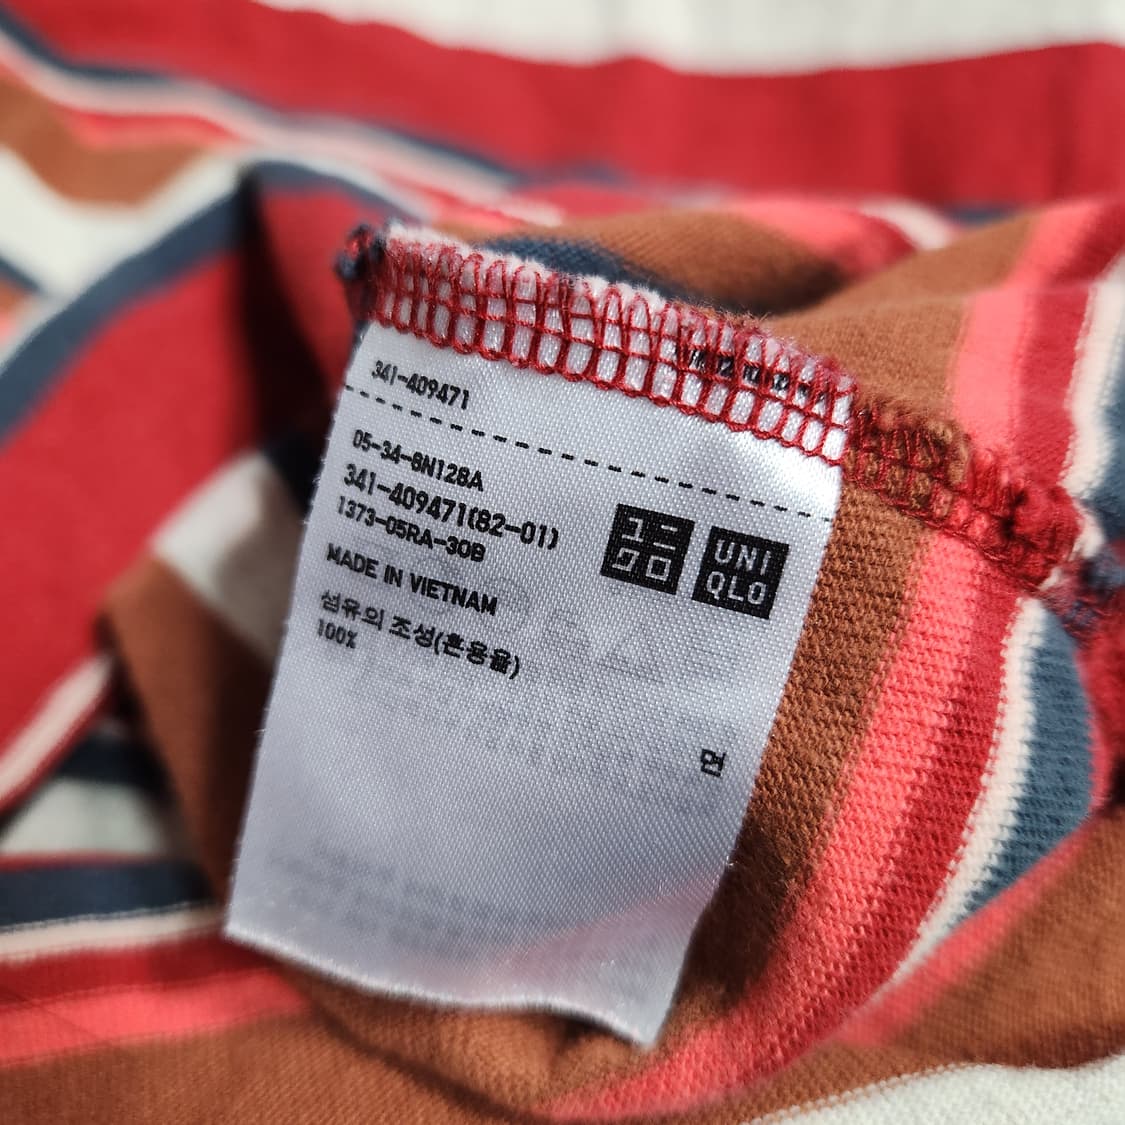 341-409471
05-34-8N128A
341-409471(82-01)
1373-05RA-30B
MADE IN VIETNAM
섬유의 조성(혼용율)
100%
면
ユニ
クロ
UNI
QLO